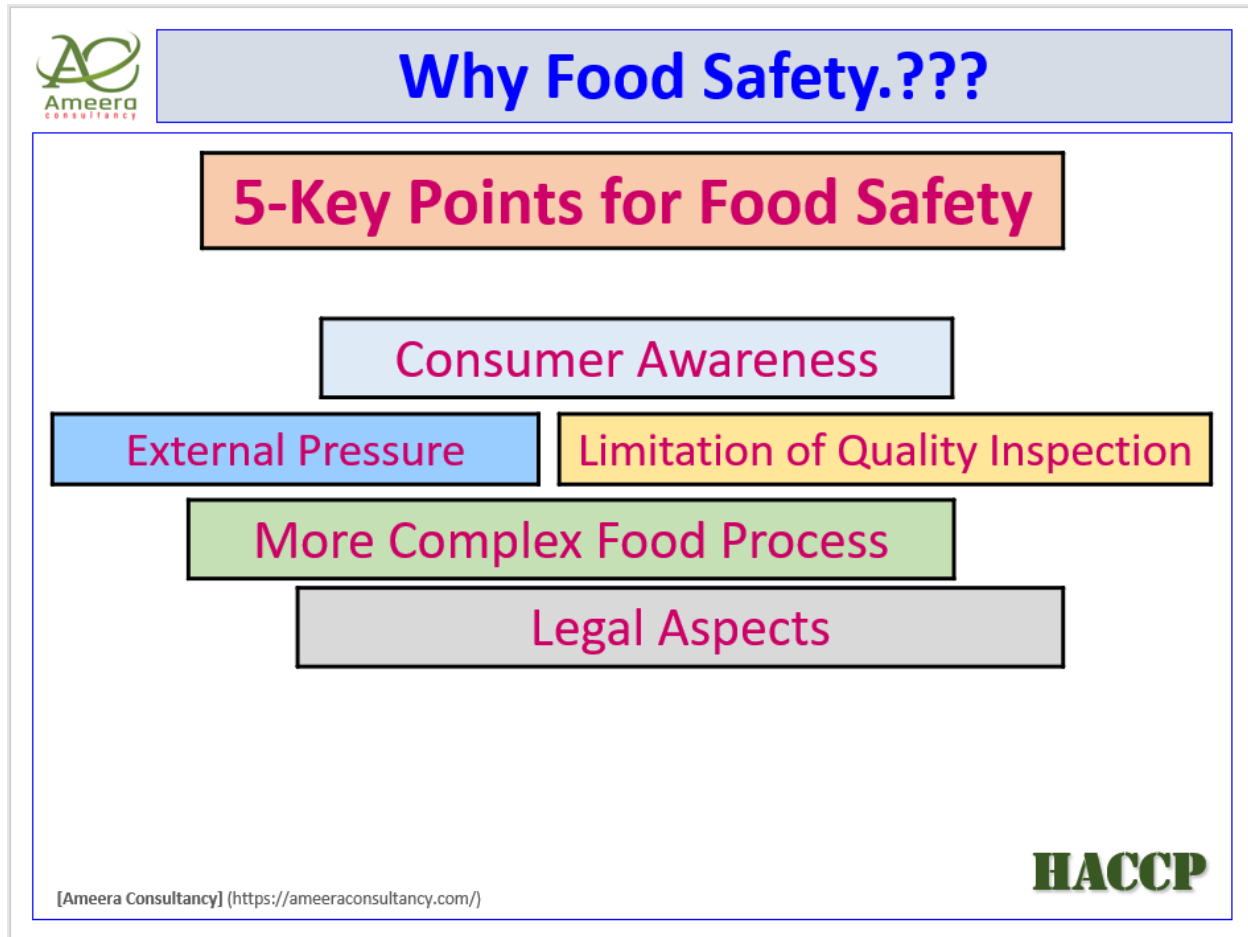 Ameera
consultancy
Why Food Safety.???
5-Key Points for Food Safety
Consumer Awareness
External Pressure
Limitation of Quality Inspection
More Complex Food Process
Legal Aspects
HACCP
[Ameera Consultancy] (https://ameeraconsultancy.com/)